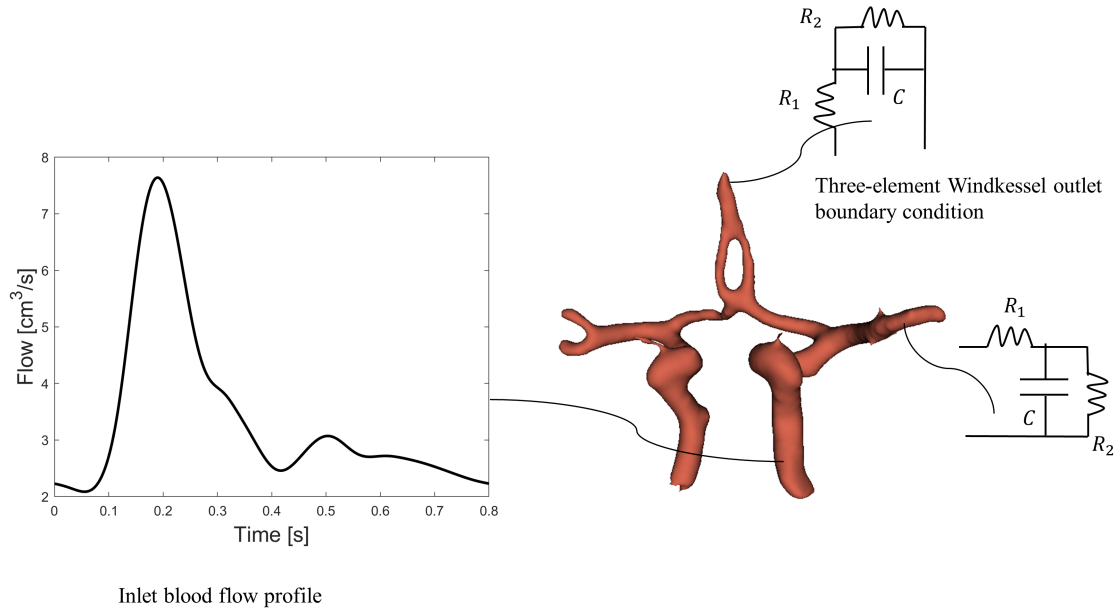 R₂
R₁
C
Three-element Windkessel outlet
boundary condition
8
7
6
5
4
3
2
Flow [cm³/s]
0
0.1
0.2
0.3
0.4
0.5
0.6
0.7
0.8
Time [s]
R₁
C
R₂
Inlet blood flow profile